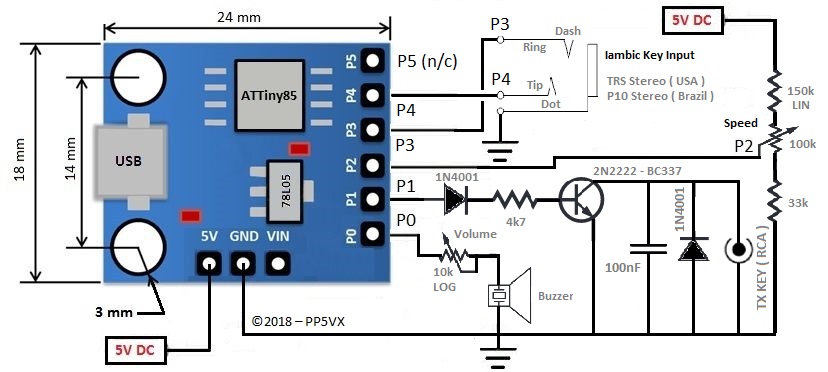 24 mm
18 mm
14 mm
3 mm
USB
ATTiny85
78L05
P5
P4
P3
P2
P1
P0
5V GND VIN
5V DC
©2018 – PP5VX
P5 (n/c)
P4
P3
P1
P0
P3
P4
Dash
Ring
Tip
Dot
Iambic Key Input
TRS Stereo ( USA )
P10 Stereo ( Brazil )
5V DC
150k
LIN
Speed
P2
100k
33k
1N4001
4k7
2N2222 - BC337
Volume
10k
LOG
Buzzer
100nF
1N4001
TX KEY ( RCA )